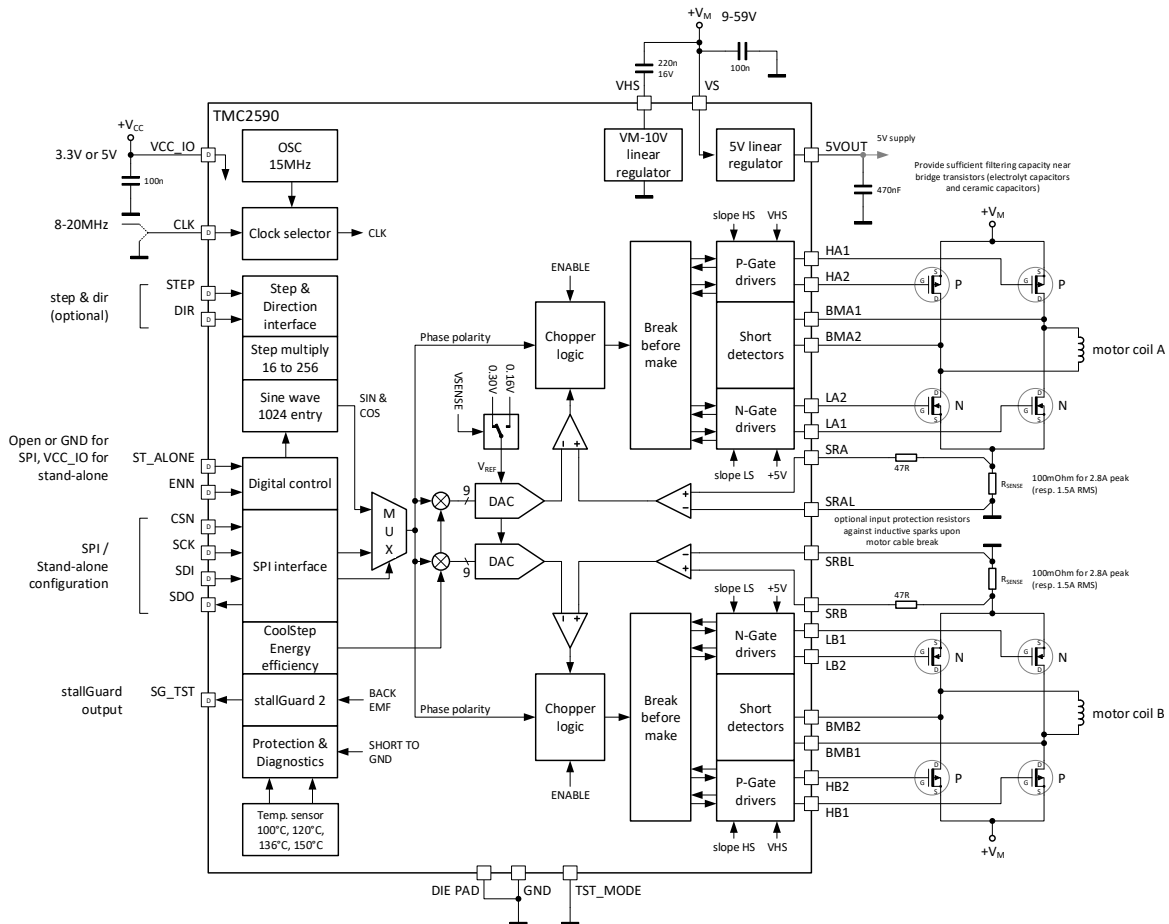 +VM
9-59V
220n
16V
100n
VHS
VS
TMC2590
+VCC
VCC_IO
3.3V or 5V
100n
D
OSC
15MHz
VM-10V
linear
regulator
5V linear
regulator
5VOUT
5V supply
470nF
Provide sufficient filtering capacity near
bridge transistors (electrolyt capacitors
and ceramic capacitors)
8-20MHz
CLK
D
Clock selector
CLK
slope HS
VHS
+VM
STEP
D
DIR
D
step & dir
(optional)
Step &
Direction
interface
Step multiply
16 to 256
Sine wave
1024 entry
SIN &
COS
ENABLE
Chopper
logic
Phase polarity
Break
before
make
P-Gate
drivers
Short
detectors
N-Gate
drivers
HA1
HA2
BMA1
BMA2
LA2
LA1
SRA
SRAL
S
G
D
P
S
G
D
P
motor coil A
D
G
S
N
D
G
S
N
VSENSE
0.30V
0.16V
VREF
slope LS
+5V
47R
RSENSE
100mOhm for 2.8A peak
(resp. 1.5A RMS)
Open or GND for
SPI, VCC_IO for
stand-alone
ST_ALONE
D
ENN
D
Digital control
M
U
X
9
DAC
9
DAC
- +
+
-
optional input protection resistors
against inductive sparks upon
motor cable break
SPI /
Stand-alone
configuration
CSN
D
SCK
D
SDI
D
SDO
D
SPI interface
-
+
- +
SRBL
SRB
47R
RSENSE
100mOhm for 2.8A peak
(resp. 1.5A RMS)
CoolStep
Energy
efficiency
slope LS
+5V
N-Gate
drivers
Short
detectors
P-Gate
drivers
LB1
LB2
BMB2
BMB1
HB2
HB1
S
G
D
N
S
G
D
N
motor coil B
D
G
S
P
D
G
S
P
stallGuard
output
SG_TST
D
stallGuard 2
BACK
EMF
Phase polarity
Chopper
logic
Break
before
make
ENABLE
Protection &
Diagnostics
SHORT TO
GND
Temp. sensor
100°C, 120°C,
136°C, 150°C
slope HS
VHS
+VM
DIE PAD
GND
TST_MODE